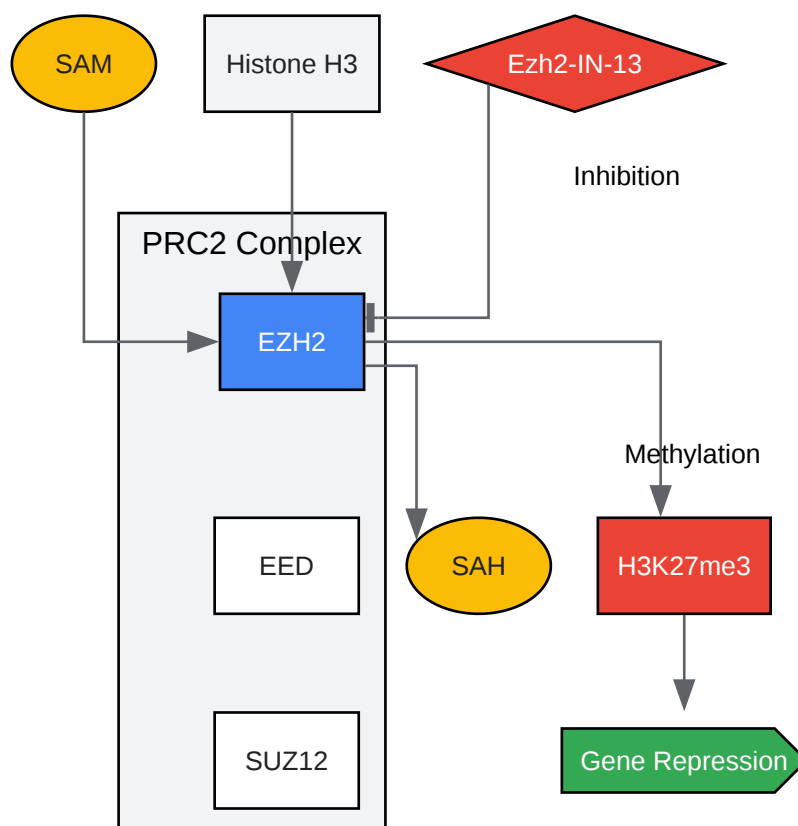 SAM
Histone H3
Ezh2-IN-13
Inhibition
PRC2 Complex
EZH2
Methylation
EED
SAH
H3K27me3
SUZ12
Gene Repression